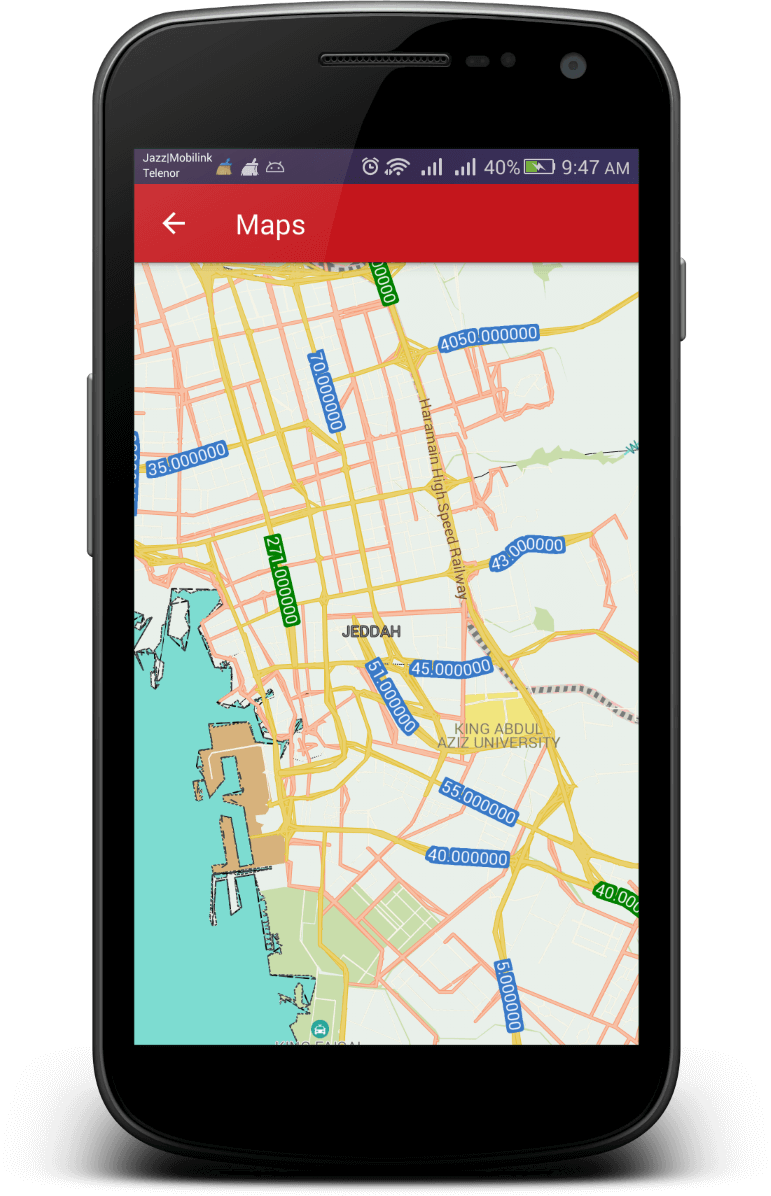 Jazz|Mobilink
Telenor
40%
9:47 AM
Maps
0000
4050.000000
70.000000
Haramain High Speed Railway
35.000000
271.000000
43.000000
JEDDAH
45.000000
51.000000
KING ABDUL
AZIZ UNIVERSITY
55.000000
40.000000
40.000
5.000000